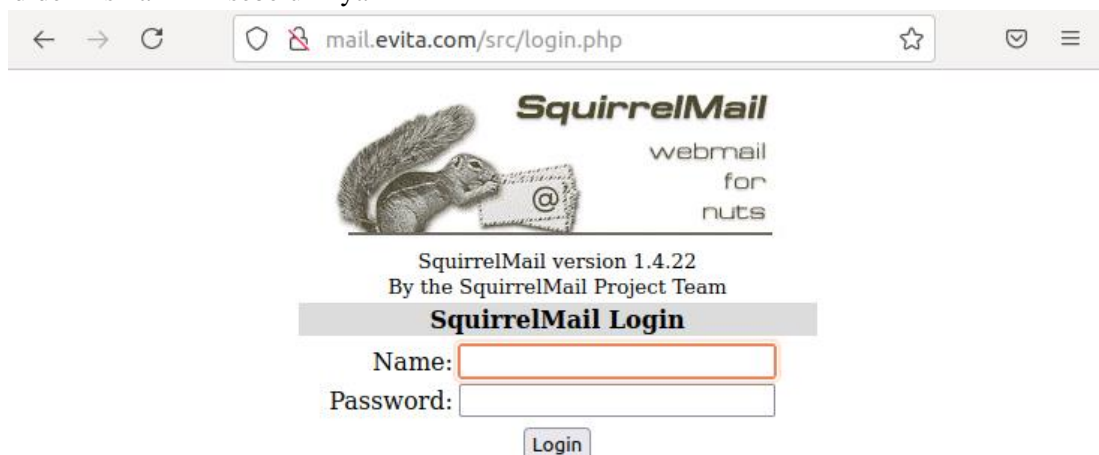 mail.evita.com/src/login.php
SquirrelMail
webmail
for
nuts
@
SquirrelMail version 1.4.22
By the SquirrelMail Project Team
SquirrelMail Login
Name:
Password:
Login